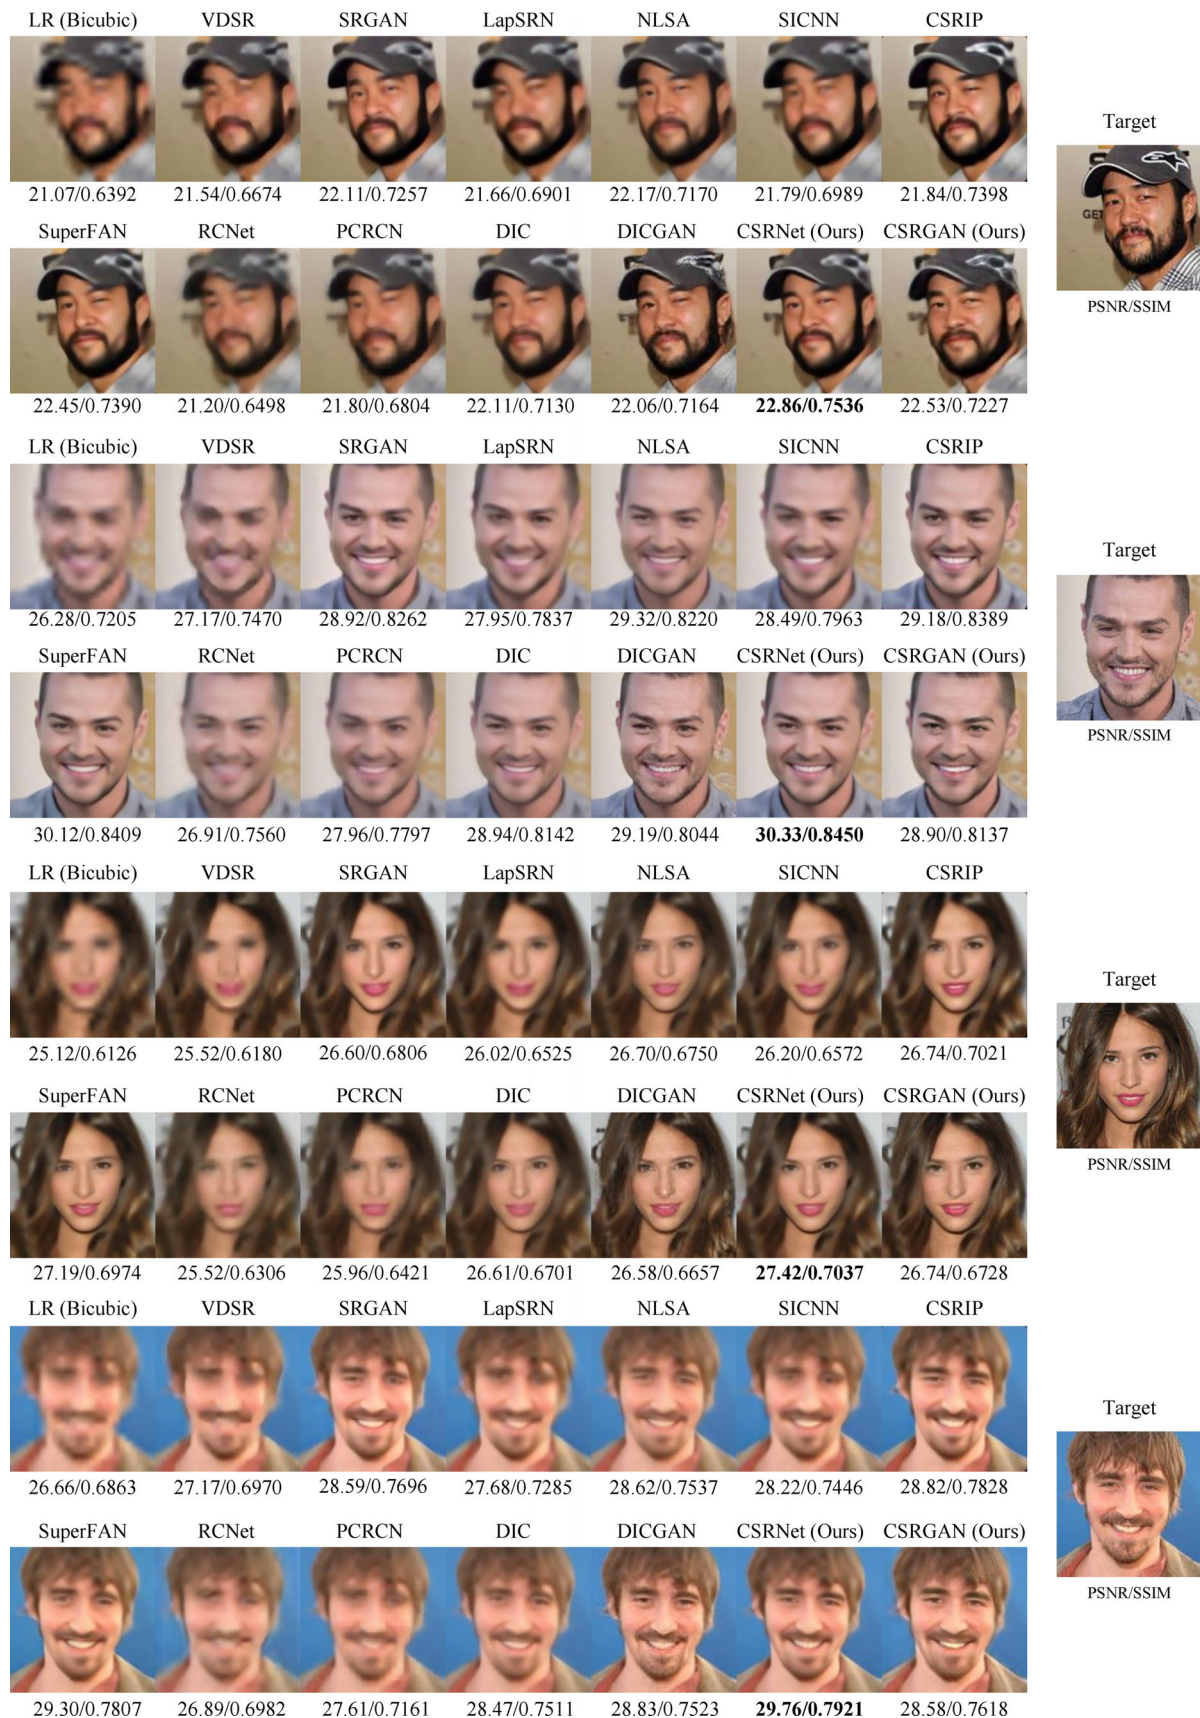 LR (Bicubic) VDSR SRGAN LapSRN NLSA SICNN CSRIP
21.07/0.6392 21.54/0.6674 22.11/0.7257 21.66/0.6901 22.17/0.7170 21.79/0.6989 21.84/0.7398
SuperFAN RCNet PCRCN DIC DICGAN CSRNet (Ours) CSRGAN (Ours)
22.45/0.7390 21.20/0.6498 21.80/0.6804 22.11/0.7130 22.06/0.7164 22.86/0.7536 22.53/0.7227
Target
GET
PSNR/SSIM
LR (Bicubic) VDSR SRGAN LapSRN NLSA SICNN CSRIP
26.28/0.7205 27.17/0.7470 28.92/0.8262 27.95/0.7837 29.32/0.8220 28.49/0.7963 29.18/0.8389
SuperFAN RCNet PCRCN DIC DICGAN CSRNet (Ours) CSRGAN (Ours)
30.12/0.8409 26.91/0.7560 27.96/0.7797 28.94/0.8142 29.19/0.8044 30.33/0.8450 28.90/0.8137
Target
PSNR/SSIM
LR (Bicubic) VDSR SRGAN LapSRN NLSA SICNN CSRIP
25.12/0.6126 25.52/0.6180 26.60/0.6806 26.02/0.6525 26.70/0.6750 26.20/0.6572 26.74/0.7021
SuperFAN RCNet PCRCN DIC DICGAN CSRNet (Ours) CSRGAN (Ours)
27.19/0.6974 25.52/0.6306 25.96/0.6421 26.61/0.6701 26.58/0.6657 27.42/0.7037 26.74/0.6728
Target
PSNR/SSIM
LR (Bicubic) VDSR SRGAN LapSRN NLSA SICNN CSRIP
26.66/0.6863 27.17/0.6970 28.59/0.7696 27.68/0.7285 28.62/0.7537 28.22/0.7446 28.82/0.7828
SuperFAN RCNet PCRCN DIC DICGAN CSRNet (Ours) CSRGAN (Ours)
29.30/0.7807 26.89/0.6982 27.61/0.7161 28.47/0.7511 28.83/0.7523 29.76/0.7921 28.58/0.7618
Target
PSNR/SSIM